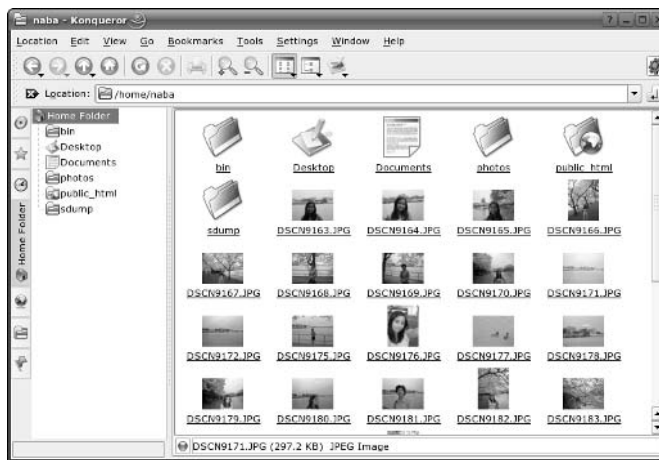 naba - Konqueror
Location Edit View Go Bookmarks Tools Settings Window Help
Location: /home/naba
Home Folder
bin
Desktop
Documents
photos
public_html
sdump
Home Folder
bin Desktop Documents photos public_html
sdump DSCN9163.JPG DSCN9164.JPG DSCN9165.JPG DSCN9166.JPG
DSCN9167.JPG DSCN9168.JPG DSCN9169.JPG DSCN9170.JPG DSCN9171.JPG
DSCN9172.JPG DSCN9175.JPG DSCN9176.JPG DSCN9177.JPG DSCN9178.JPG
DSCN9179.JPG DSCN9180.JPG DSCN9181.JPG DSCN9182.JPG DSCN9183.JPG
DSCN9171.JPG (297.2 KB) JPEG Image